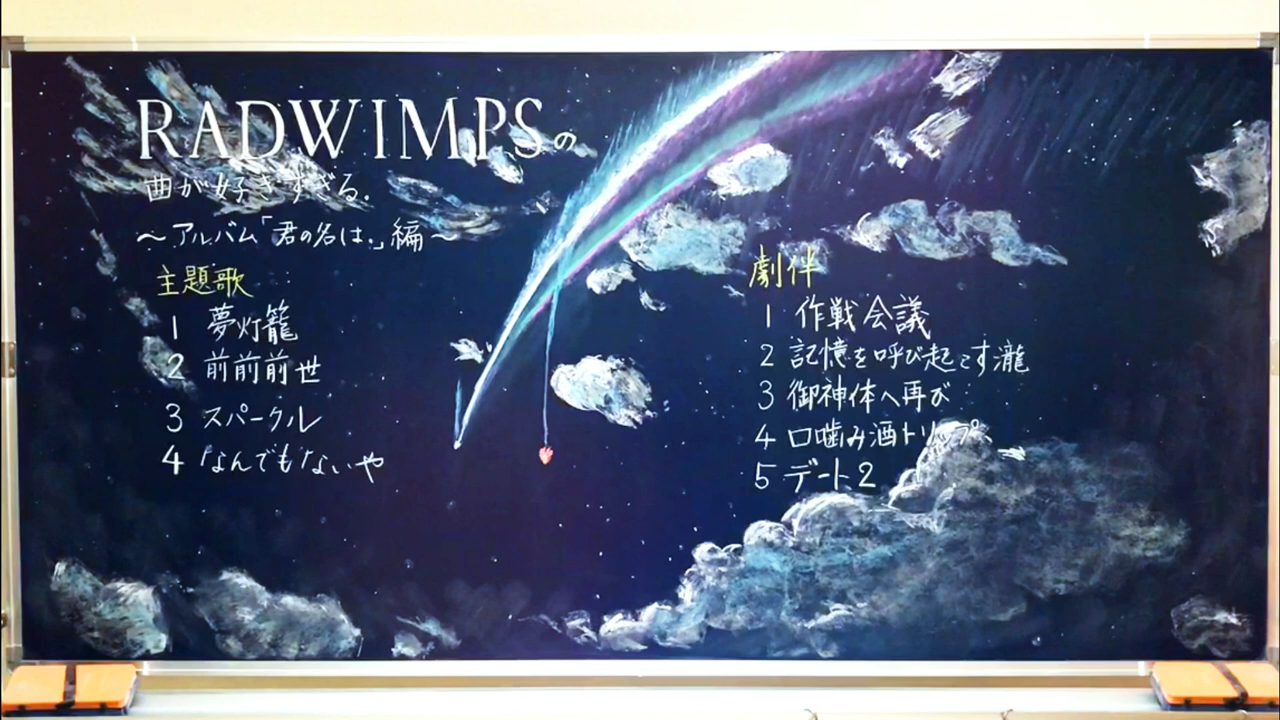 RADWIMPSの
曲が好きすぎる。
～アルバム「君の名は。」編～
主題歌
1 夢灯籠
2 前前前世
3 スパークル
4 なんでもないや
劇伴
1 作戦会議
2 記憶を呼び起こす瀧
3 御神体へ再び
4 口噛み酒トリップ
5 デート2